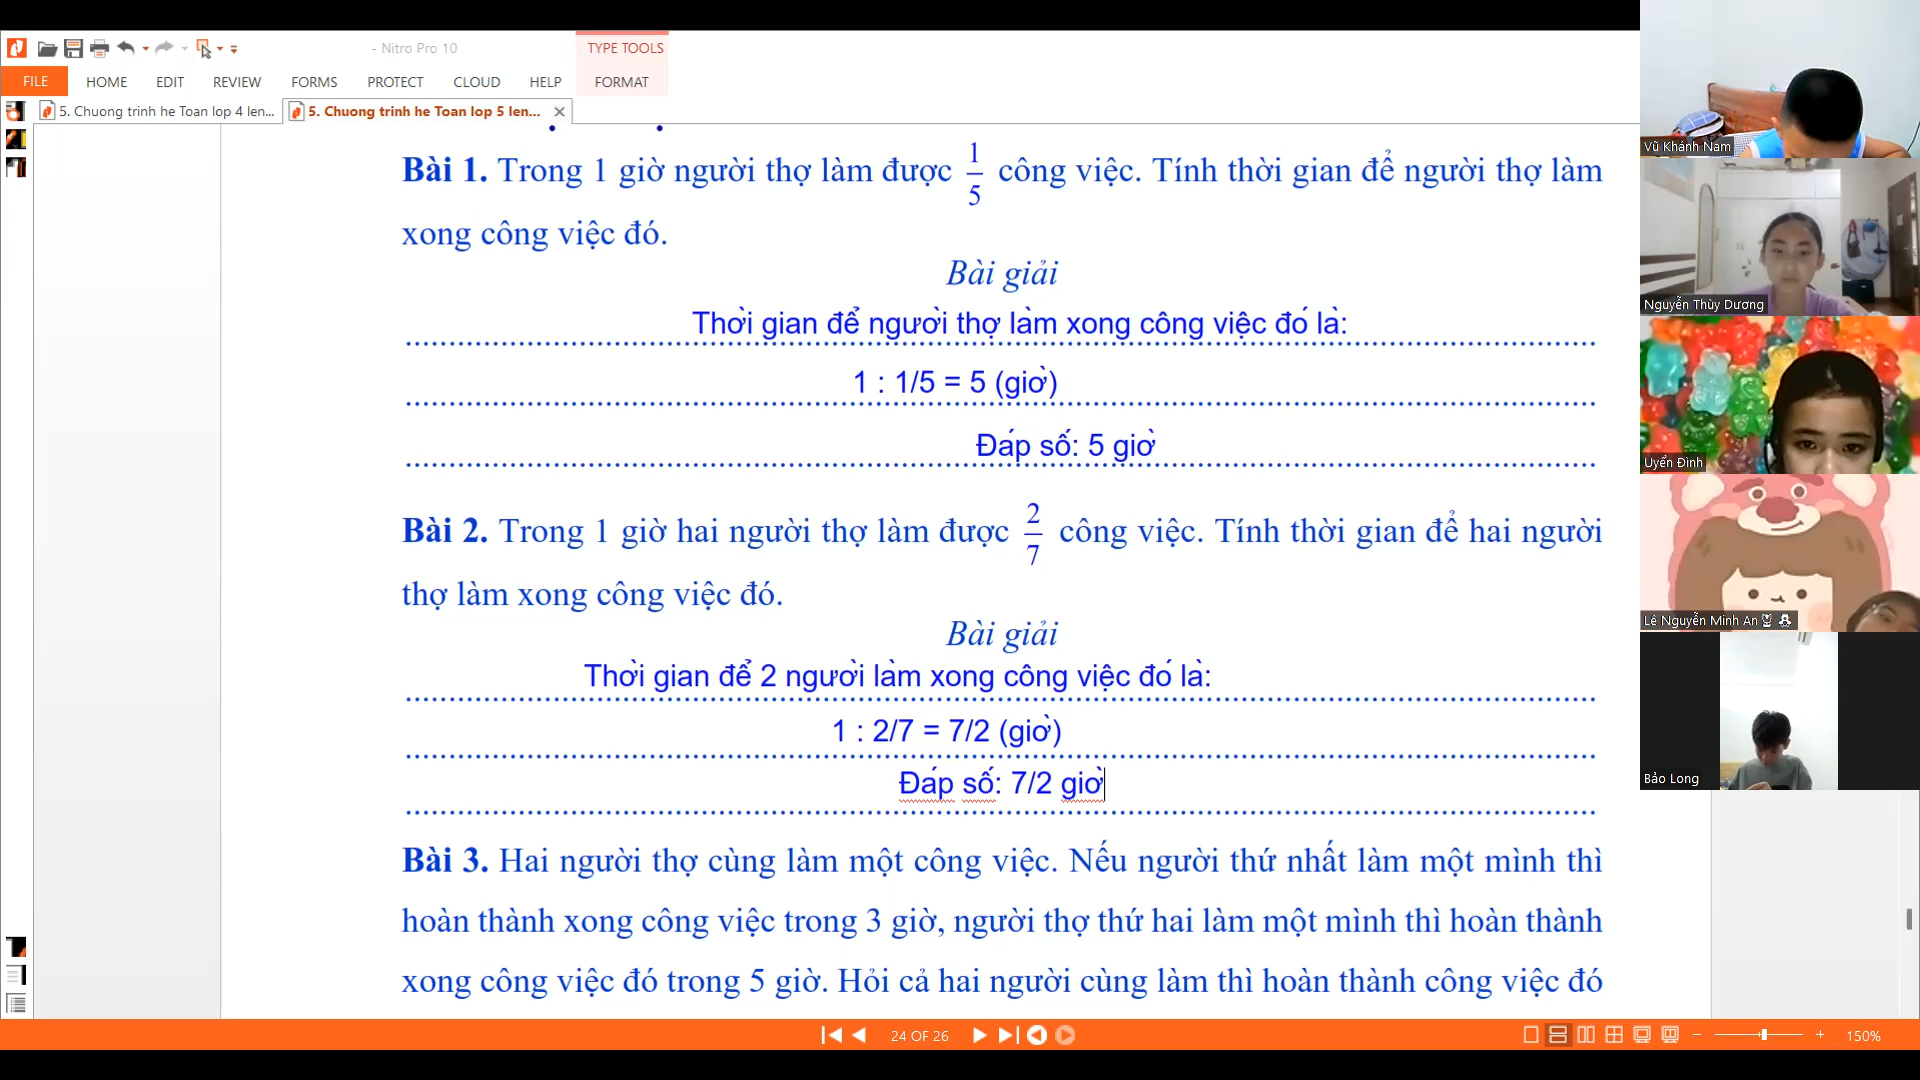 - Nitro Pro 10
TYPE TOOLS
FILE HOME EDIT REVIEW FORMS PROTECT CLOUD HELP FORMAT
5. Chuong trinh he Toan lop 4 len... 5. Chuong trinh he Toan lop 5 len...
Bài 1. Trong 1 giờ người thợ làm được 1/5 công việc. Tính thời gian để người thợ làm
xong công việc đó.
Bài giải
Thời gian để người thợ làm xong công việc đó là:
1 : 1/5 = 5 (giờ)
Đáp số: 5 giờ
Bài 2. Trong 1 giờ hai người thợ làm được 2/7 công việc. Tính thời gian để hai người
thợ làm xong công việc đó.
Bài giải
Thời gian để 2 người làm xong công việc đó là:
1 : 2/7 = 7/2 (giờ)
Đáp số: 7/2 giờ
Bài 3. Hai người thợ cùng làm một công việc. Nếu người thứ nhất làm một mình thì
hoàn thành xong công việc trong 3 giờ, người thợ thứ hai làm một mình thì hoàn thành
xong công việc đó trong 5 giờ. Hỏi cả hai người cùng làm thì hoàn thành công việc đó
24 OF 26
150%
Vũ Khánh Nam
Nguyễn Thùy Dương
Uyển Đình
Lê Nguyễn Minh An
Bảo Long